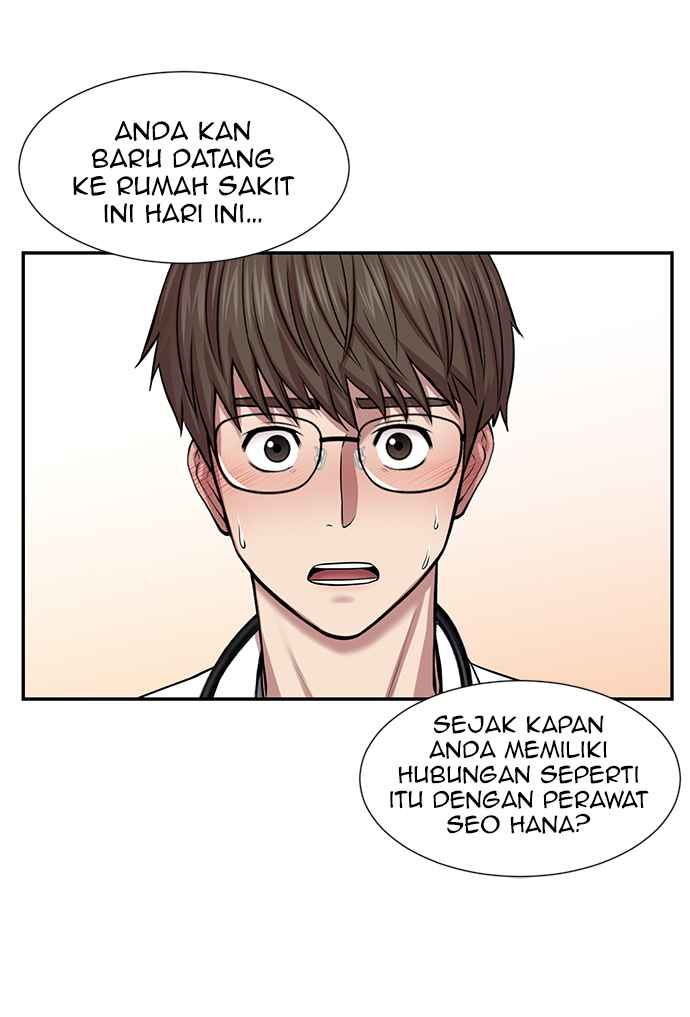 ANDA KAN
BARU DATANG
KE RUMAH SAKIT
INI HARI INI...
SEJAK KAPAN
ANDA MEMILIKI
HUBUNGAN SEPERTI
ITU DENGAN PERAWAT
SEO HANA?